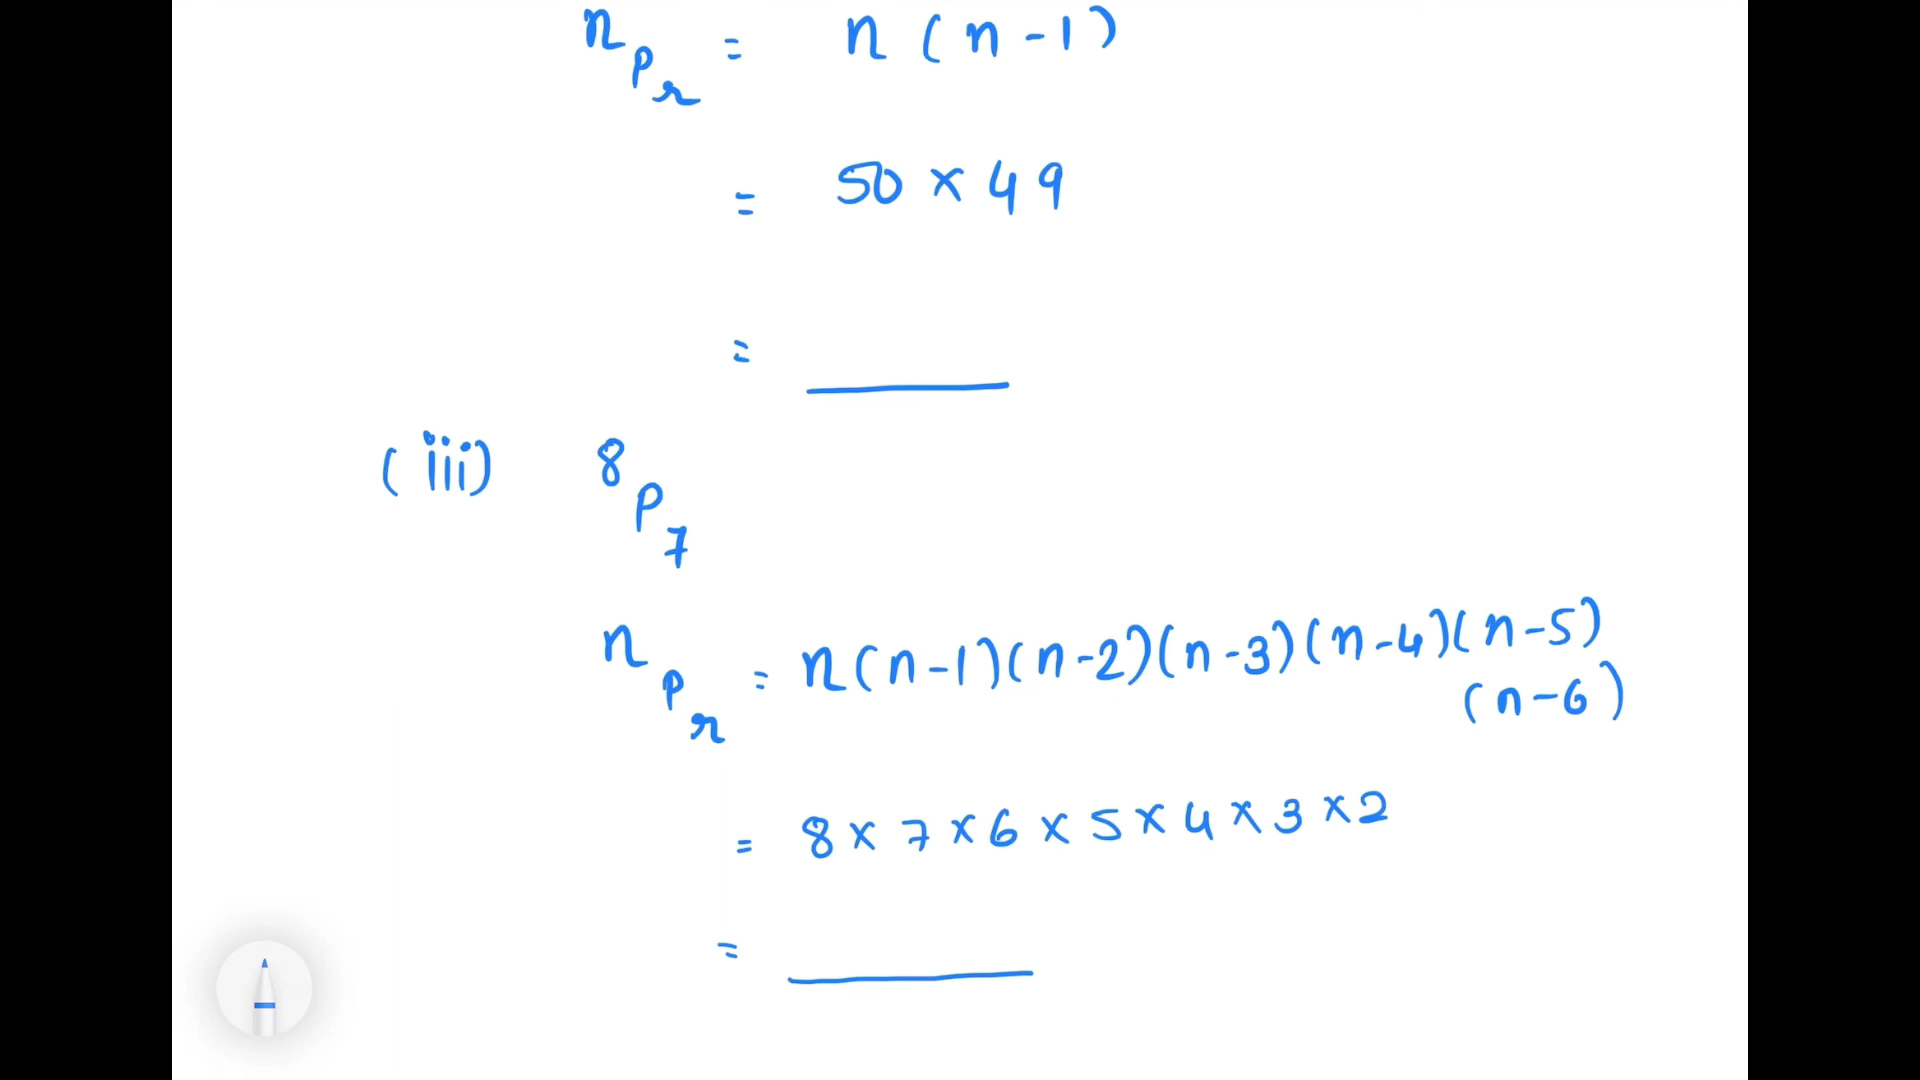 nPr = n(n-1)
= 50 × 49
=
(iii) 8P7
nPr = n(n-1)(n-2)(n-3)(n-4)(n-5)
(n-6)
= 8×7×6×5×4×3×2
=